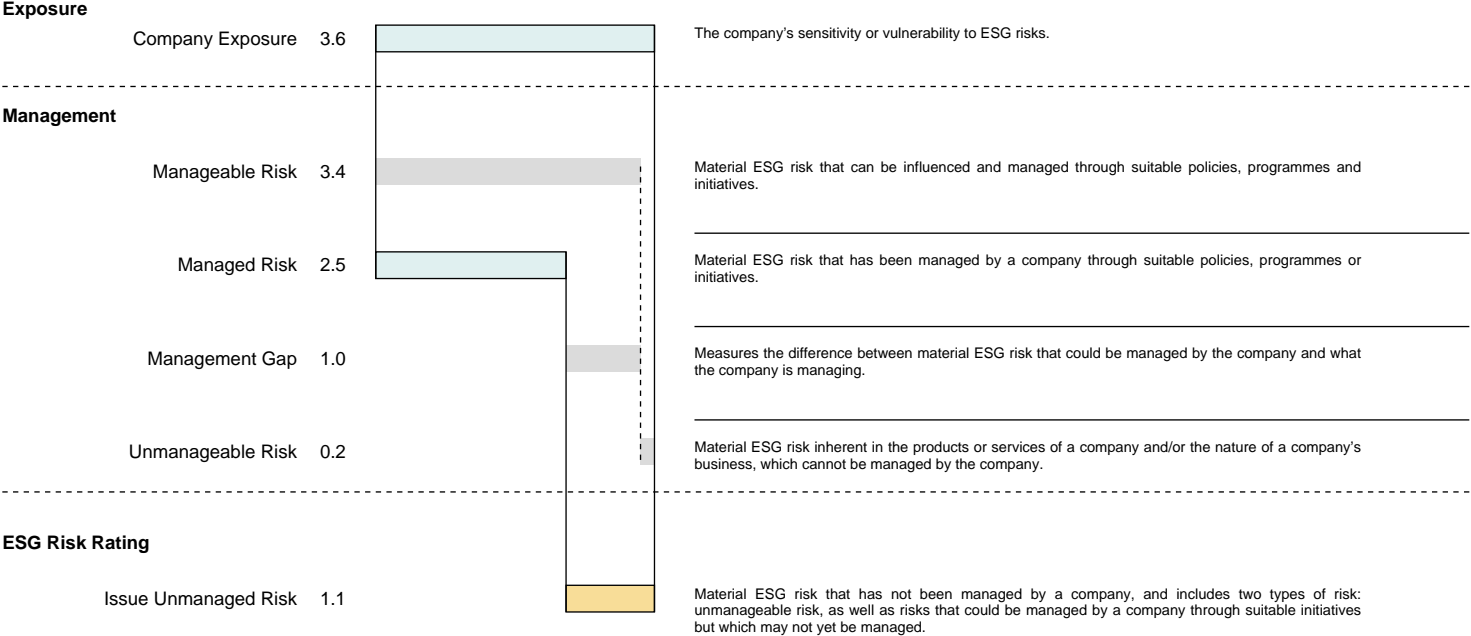 Exposure
Company Exposure 3.6
The company's sensitivity or vulnerability to ESG risks.
Management
Manageable Risk 3.4
Material ESG risk that can be influenced and managed through suitable policies, programmes and
initiatives.
Managed Risk 2.5
Material ESG risk that has been managed by a company through suitable policies, programmes or
initiatives.
Management Gap 1.0
Measures the difference between material ESG risk that could be managed by the company and what
the company is managing.
Unmanageable Risk 0.2
Material ESG risk inherent in the products or services of a company and/or the nature of a company's
business, which cannot be managed by the company.
ESG Risk Rating
Issue Unmanaged Risk 1.1
Material ESG risk that has not been managed by a company, and includes two types of risk:
unmanageable risk, as well as risks that could be managed by a company through suitable initiatives
but which may not yet be managed.